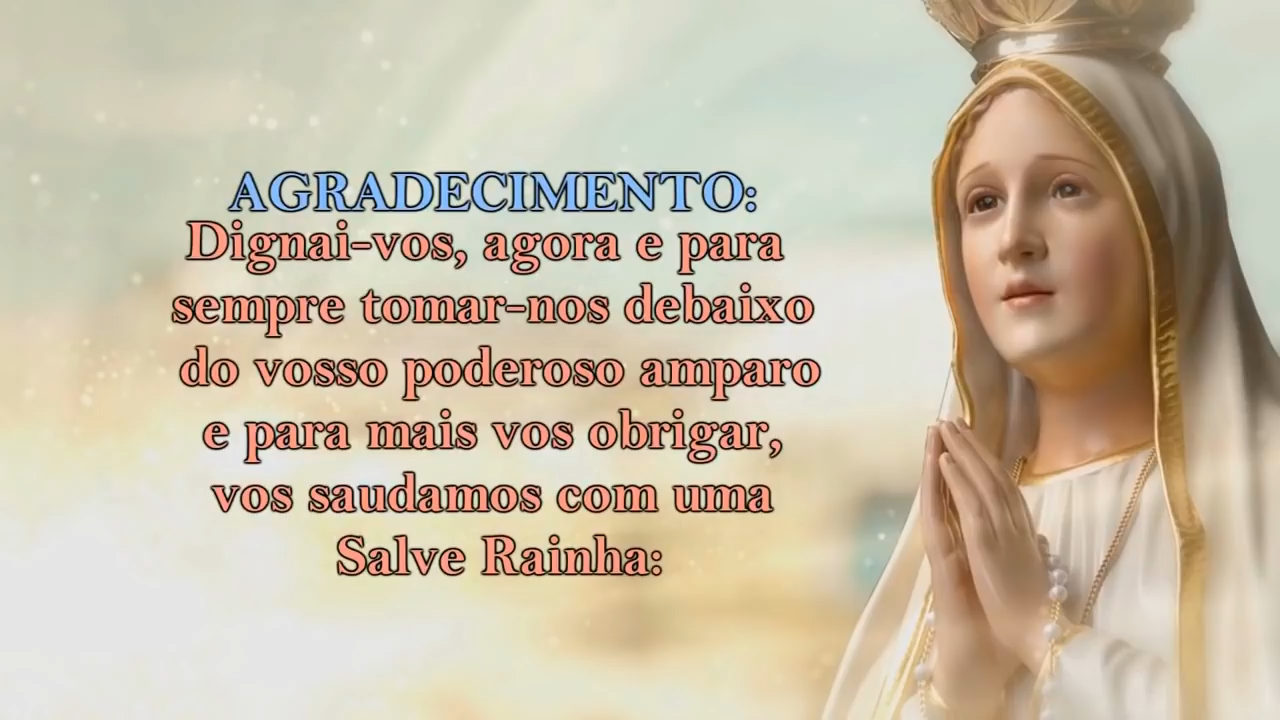 AGRADECIMENTO:
Dignai-vos, agora e para
sempre tomar-nos debaixo
do vosso poderoso amparo
e para mais vos obrigar,
vos saudamos com uma
Salve Rainha: